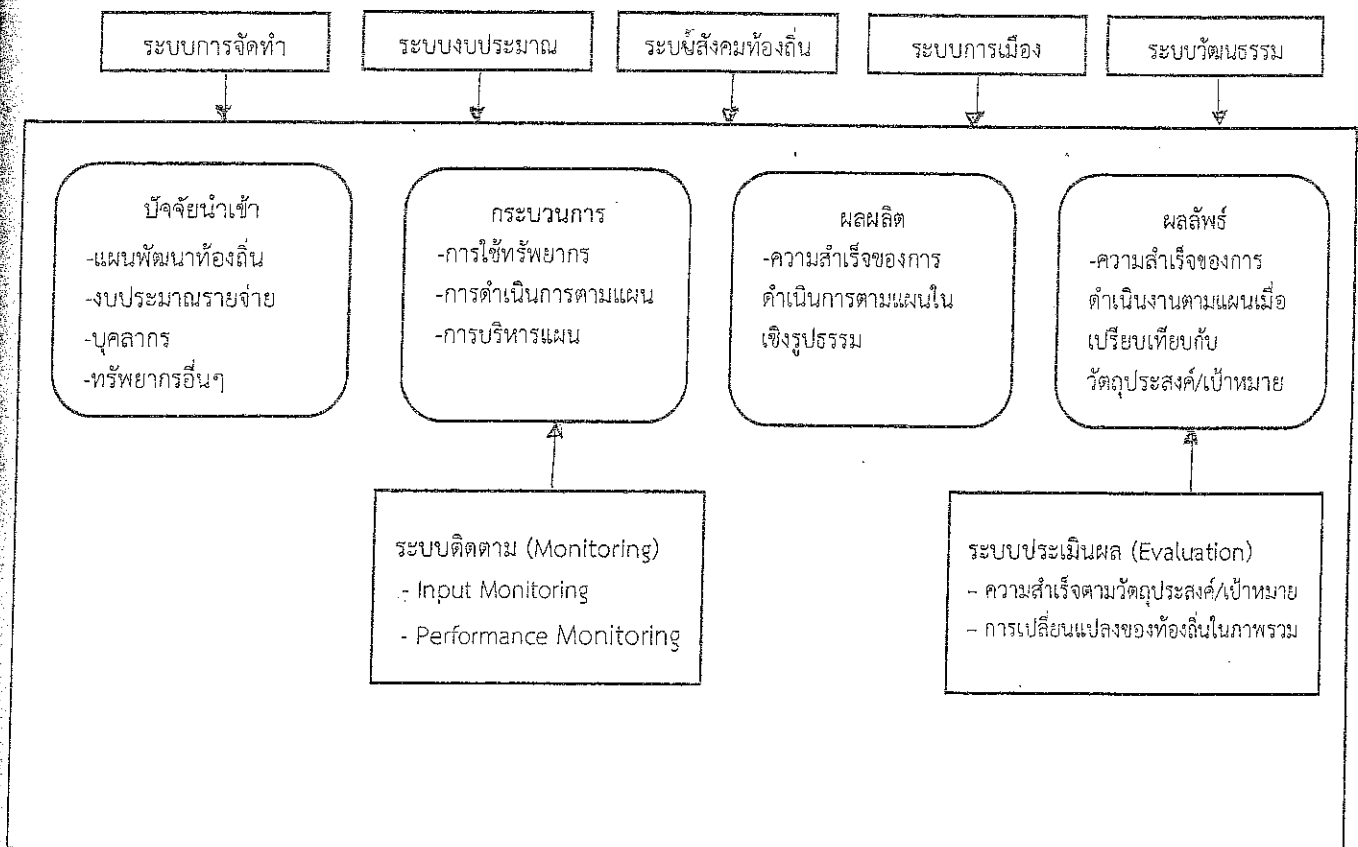 ระบบการจัดทำ
ระบบงบประมาณ
ระบบสังคมท้องถิ่น
ระบบการเมือง
ระบบวัฒนธรรม
ปัจจัยนำเข้า
-แผนพัฒนาท้องถิ่น
-งบประมาณรายจ่าย
-บุคลากร
-ทรัพยากรอื่นๆ
กระบวนการ
-การใช้ทรัพยากร
-การดำเนินการตามแผน
-การบริหารแผน
ผลผลิต
-ความสำเร็จของการ
ดำเนินการตามแผนใน
เชิงรูปธรรม
ผลลัพธ์
-ความสำเร็จของการ
ดำเนินงานตามแผนเมื่อ
เปรียบเทียบกับ
วัตถุประสงค์/เป้าหมาย
ระบบติดตาม (Monitoring)
- Input Monitoring
- Performance Monitoring
ระบบประเมินผล (Evaluation)
– ความสำเร็จตามวัตถุประสงค์/เป้าหมาย
– การเปลี่ยนแปลงของท้องถิ่นในภาพรวม